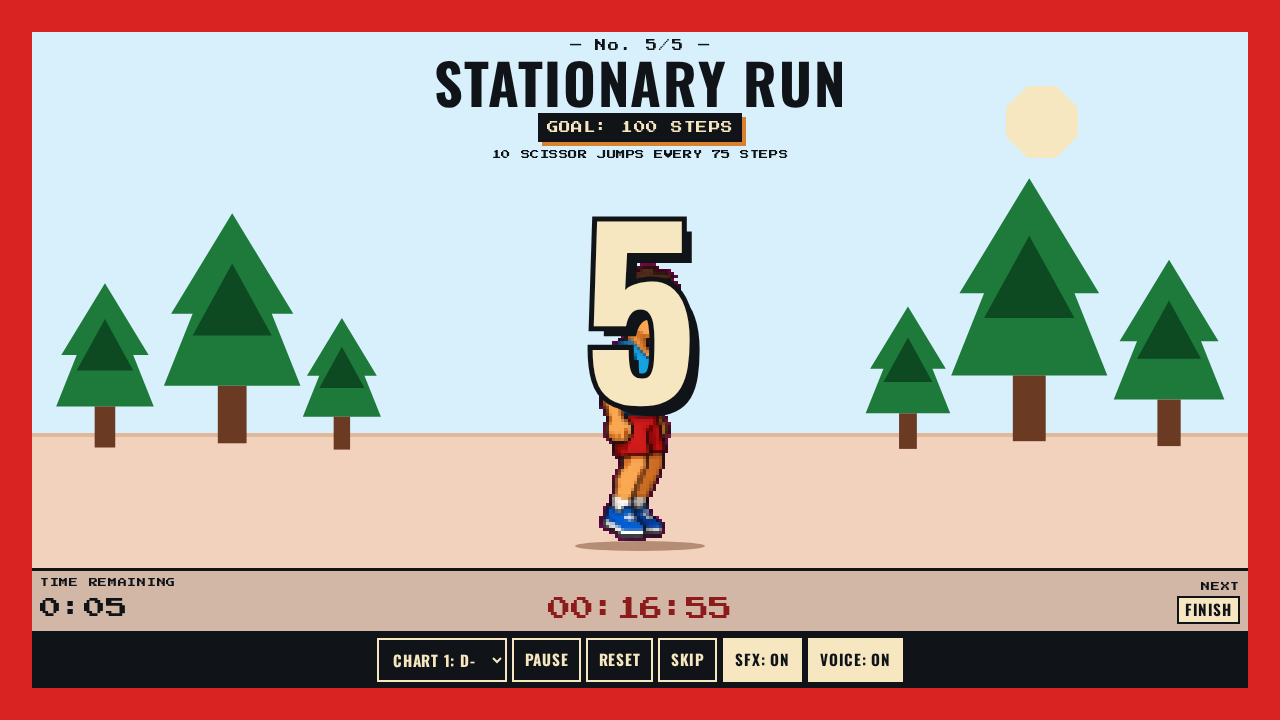 — No. 5/5 —
STATIONARY RUN
GOAL: 100 STEPS
10 SCISSOR JUMPS EVERY 75 STEPS
5
TIME REMAINING
0:05
00:16:55
NEXT
FINISH
CHART 1: D-
PAUSE
RESET
SKIP
SFX: ON
VOICE: ON